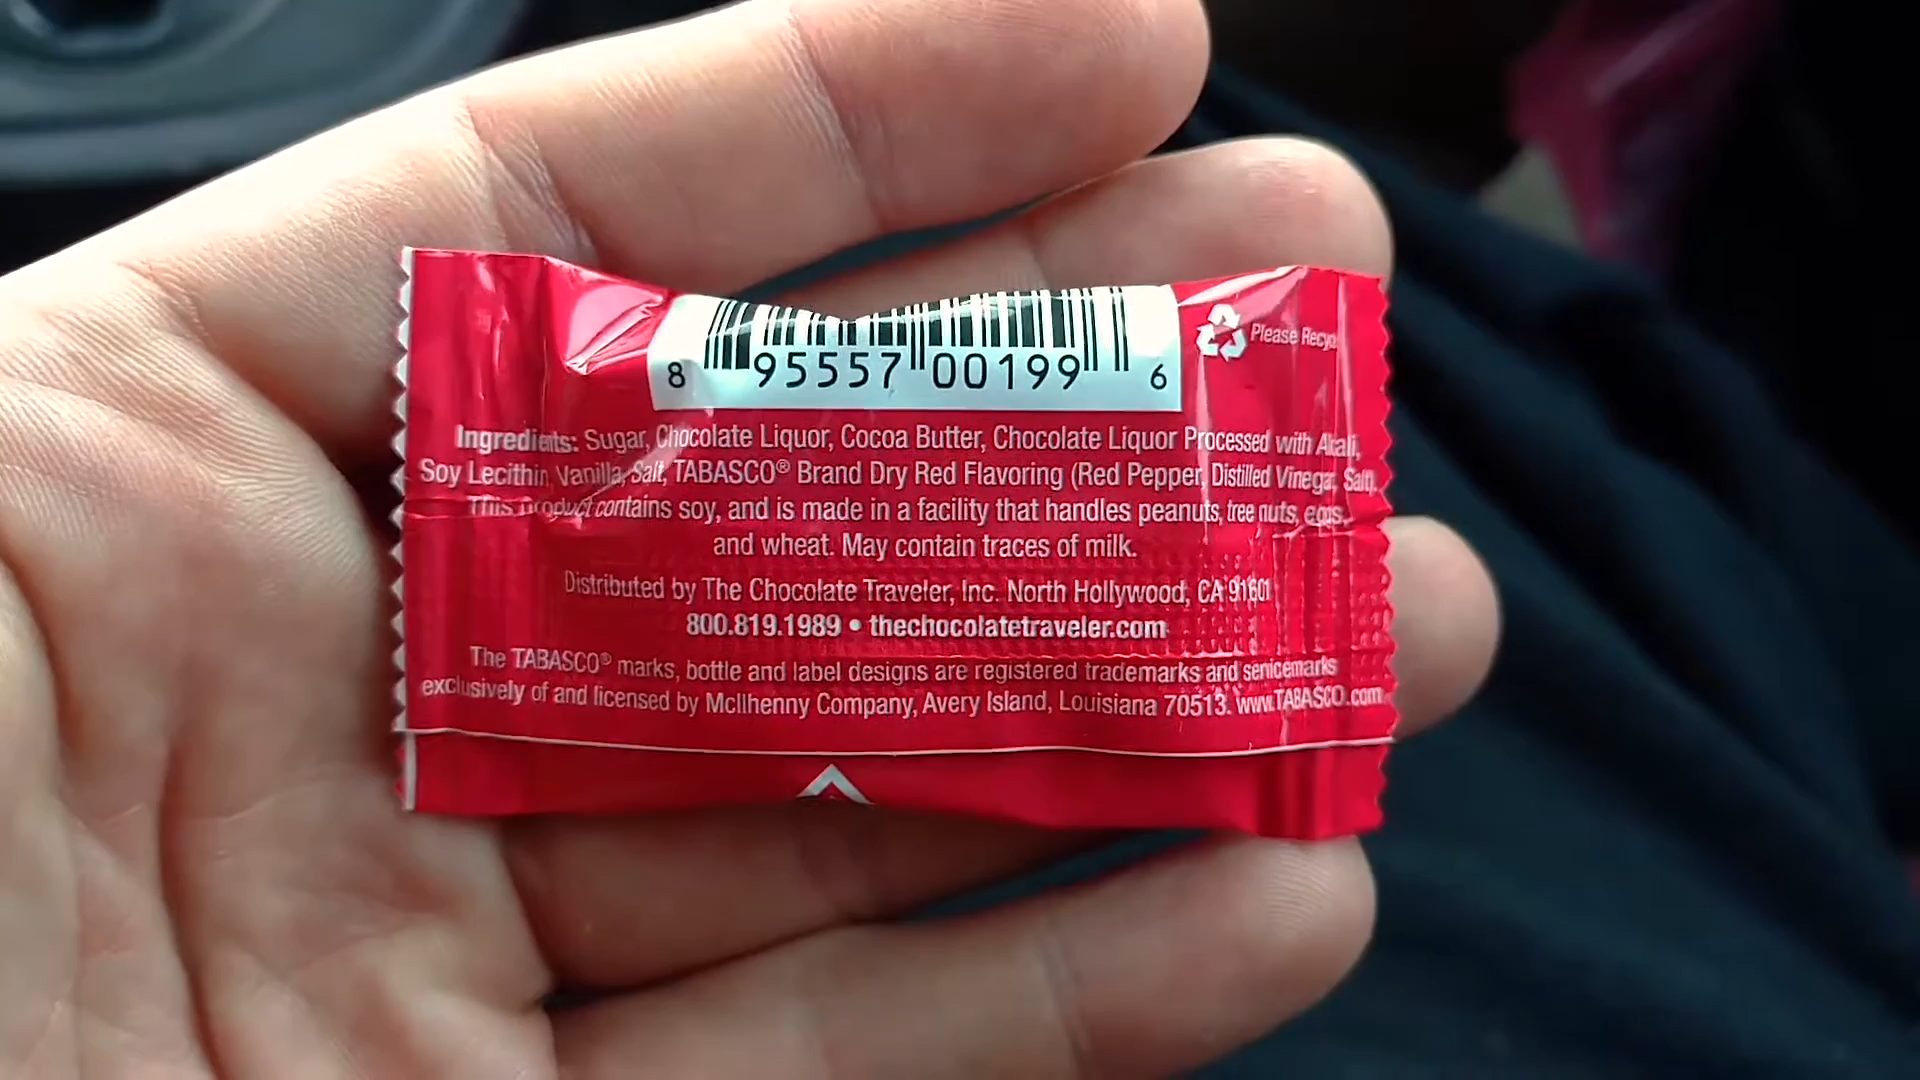 8 95557 00199 6
Please Recyc
Ingredients: Sugar, Chocolate Liquor, Cocoa Butter, Chocolate Liquor Processed with Alkali,
Soy Lecithin, Vanilla, Salt, TABASCO® Brand Dry Red Flavoring (Red Pepper, Distilled Vinegar, Salt).
This product contains soy, and is made in a facility that handles peanuts, tree nuts, eggs,
and wheat. May contain traces of milk.
Distributed by The Chocolate Traveler, Inc. North Hollywood, CA 91601
800.819.1989 • thechocolatetraveler.com
The TABASCO® marks, bottle and label designs are registered trademarks and servicemarks
exclusively of and licensed by McIlhenny Company, Avery Island, Louisiana 70513. www.TABASCO.com